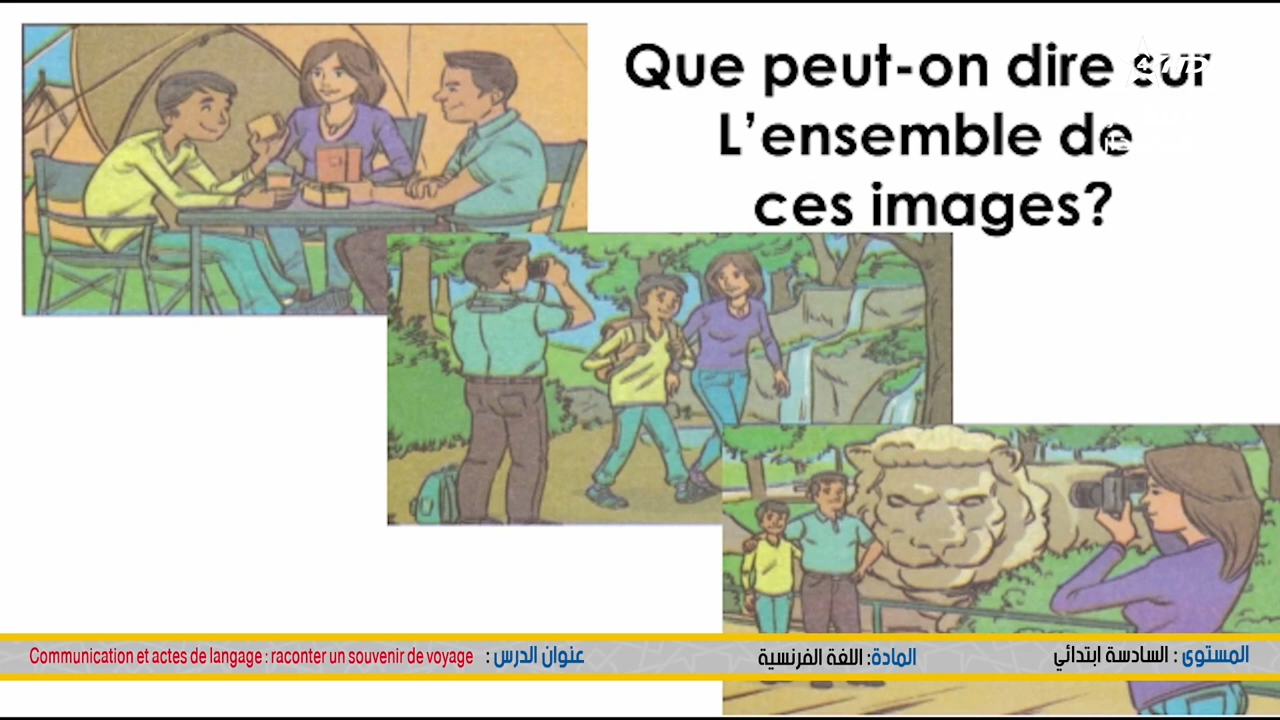 Que peut-on dire sur
L’ensemble de
ces images?
Communication et actes de langage : raconter un souvenir de voyage : عنوان الدرس
المادة: اللغة الفرنسية
المستوى : السادسة ابتدائي